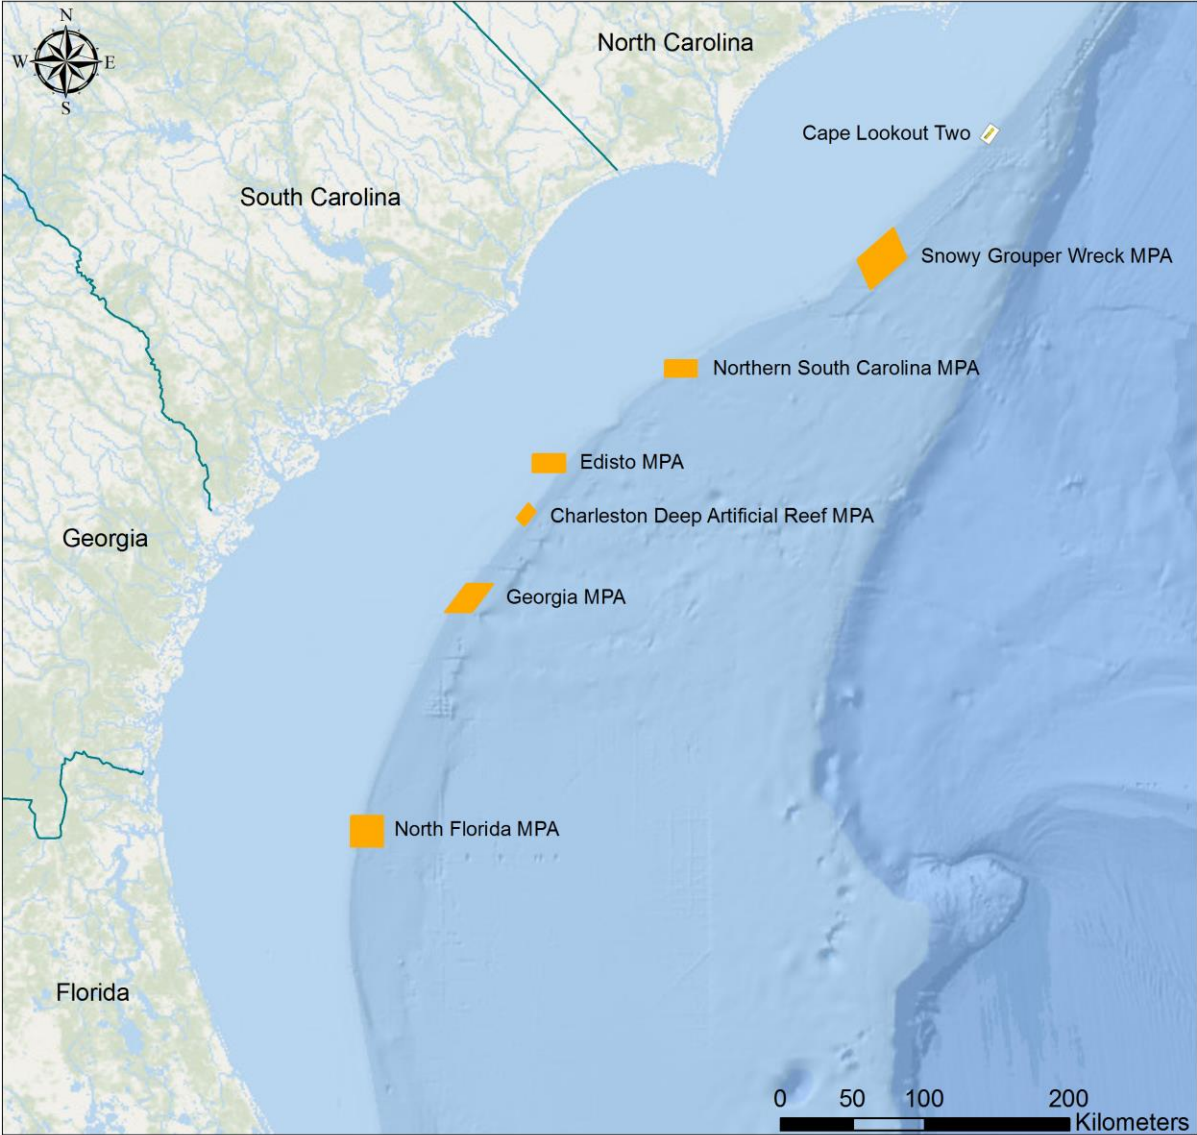 N
W E
S
North Carolina
Cape Lookout Two
South Carolina
Snowy Grouper Wreck MPA
Northern South Carolina MPA
Edisto MPA
Charleston Deep Artificial Reef MPA
Georgia
Georgia MPA
North Florida MPA
Florida
0 50 100 200
Kilometers